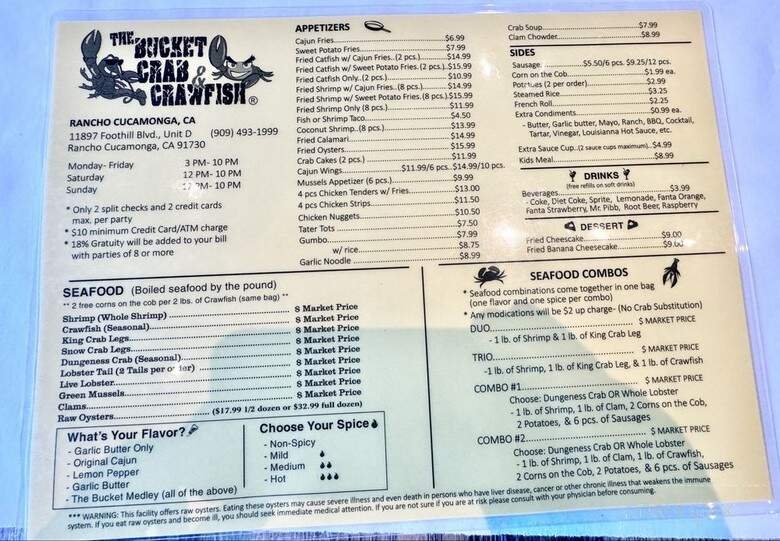 THE BUCKET
CRAB &
CRAWFISH®
RANCHO CUCAMONGA, CA
11897 Foothill Blvd., Unit D (909) 493-1999
Rancho Cucamonga, CA 91730
Monday- Friday 3 PM- 10 PM
Saturday 12 PM- 10 PM
Sunday PM- 10 PM
* Only 2 split checks and 2 credit cards
max. per party
* $10 minimum Credit Card/ATM charge
* 18% Gratuity will be added to your bill
with parties of 8 or more
APPETIZERS
Cajun Fries $6.99
Sweet Potato Fries $7.99
Fried Catfish w/ Cajun Fries..(2 pcs.) $14.99
Fried Catfish w/ Sweet Potato Fries. (2 pcs.) $15.99
Fried Catfish Only..(2 pcs.) $10.99
Fried Shrimp w/ Cajun Fries..(8 pcs.) $14.99
Fried Shrimp w/ Sweet Potato Fries.(8 pcs.) $15.99
Fried Shrimp Only (8 pcs.) $11.99
Fish or Shrimp Taco $4.50
Coconut Shrimp..(8 pcs.) $13.99
Fried Calamari $14.99
Fried Oysters $15.99
Crab Cakes (2 pcs.) $11.99
Cajun Wings $11.99/6 pcs. $14.99/10 pcs.
Mussels Appetizer (6 pcs.) $9.99
4 pcs Chicken Tenders w/ Fries $13.00
4 pcs Chicken Strips $11.50
Chicken Nuggets $10.50
Tater Tots $7.50
Gumbo $7.99
w/ rice $8.75
Garlic Noodle $8.99
Crab Soup $7.99
Clam Chowder $8.99
SIDES
Sausage $5.50/6 pcs. $9.25/12 pcs.
Corn on the Cob $1.99 ea.
Potatoes (2 per order) $2.99
Steamed Rice $3.25
French Roll $2.25
Extra Condiments $0.99 ea.
- Butter, Garlic butter, Mayo, Ranch, BBQ, Cocktail,
Tartar, Vinegar, Louisianna Hot Sauce, etc.
Extra Sauce Cup..(2 sauce cups maximum)..$4.99
Kids Meal $8.99
DRINKS
(free refills on soft drinks)
Beverages $3.99
- Coke, Diet Coke, Sprite, Lemonade, Fanta Orange,
Fanta Strawberry, Mr. Pibb, Root Beer, Raspberry
DESSERT
Fried Cheescake $9.00
Fried Banana Cheesecake $9.00
SEAFOOD (Boiled seafood by the pound)
** 2 free corns on the cob per 2 lbs. of Crawfish (same bag) **
Shrimp (Whole Shrimp) $ Market Price
Crawfish (Seasonal) $ Market Price
King Crab Legs $ Market Price
Snow Crab Legs $ Market Price
Dungeness Crab (Seasonal) $ Market Price
Lobster Tail (2 Tails per order) $ Market Price
Live Lobster $ Market Price
Green Mussels $ Market Price
Clams $ Market Price
Raw Oysters ($17.99 1/2 dozen or $32.99 full dozen)
What's Your Flavor?
- Garlic Butter Only
- Original Cajun
- Lemon Pepper
- Garlic Butter
- The Bucket Medley (all of the above)
Choose Your Spice
- Non-Spicy
- Mild
- Medium
- Hot
SEAFOOD COMBOS
* Seafood combinations come together in one bag
(one flavor and one spice per combo)
* Any modications will be $2 up charge- (No Crab Substitution)
DUO $ MARKET PRICE
- 1 lb. of Shrimp & 1 lb. of King Crab Leg
TRIO $ MARKET PRICE
-1 lb. of Shrimp, 1 lb. of King Crab Leg, & 1 lb. of Crawfish
COMBO #1 $ MARKET PRICE
Choose: Dungeness Crab OR Whole Lobster
- 1 lb. of Shrimp, 1 lb. of Clam, 2 Corns on the Cob,
2 Potatoes, & 6 pcs. of Sausages
COMBO #2 $ MARKET PRICE
Choose: Dungeness Crab OR Whole Lobster
- 1 lb. of Shrimp, 1 lb. of Clam, 1 lb. of Crawfish,
2 Corns on the Cob, 2 Potatoes, & 6 pcs. of Sausages
*** WARNING: This facility offers raw oysters. Eating these oysters may cause severe illness and even death in persons who have liver disease, cancer or other chronic illness that weakens the immune
system. If you eat raw oysters and become ill, you should seek immediate medical attention. If you are not sure if you are at risk please consult with your physician before consuming.